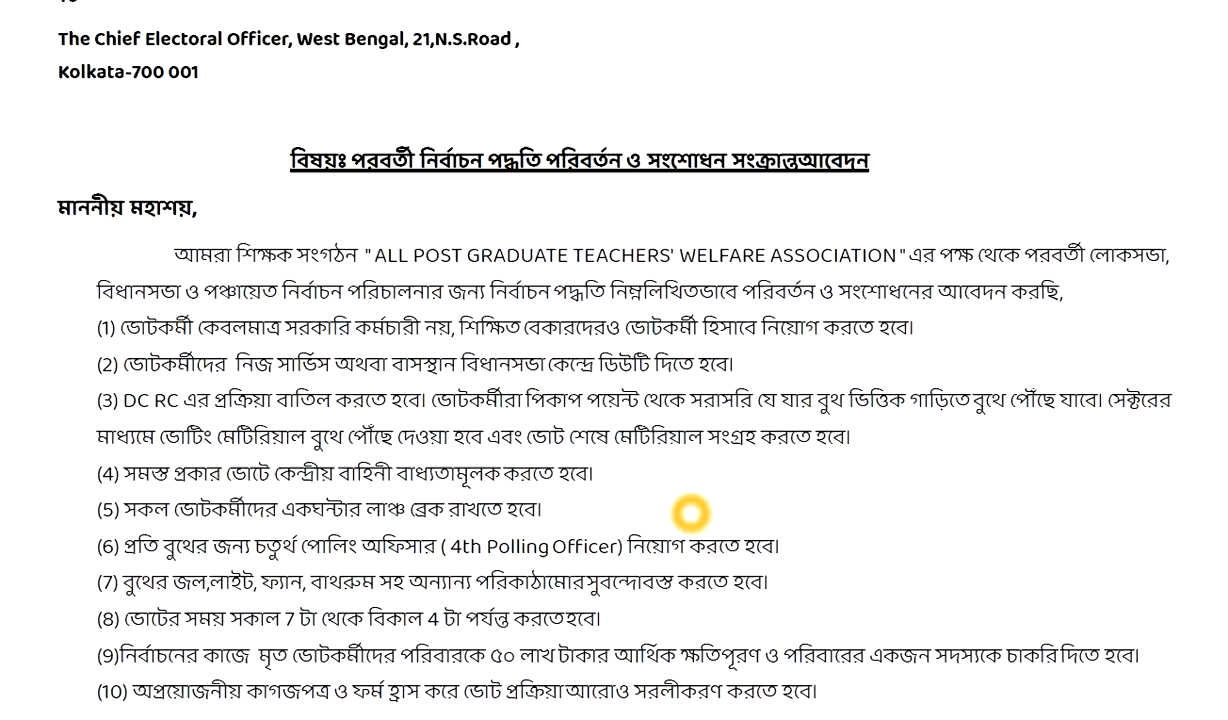 The Chief Electoral Officer, West Bengal, 21,N.S.Road ,
Kolkata-700 001
বিষয়ঃ পরবর্তী নির্বাচন পদ্ধতি পরিবর্তন ও সংশোধন সংক্রান্তআবেদন
মাননীয় মহাশয়,
আমরা শিক্ষক সংগঠন " ALL POST GRADUATE TEACHERS' WELFARE ASSOCIATION" এর পক্ষ থেকে পরবর্তী লোকসভা,
বিধানসভা ও পঞ্চায়েত নির্বাচন পরিচালনার জন্য নির্বাচন পদ্ধতি নিম্নলিখিতভাবে পরিবর্তন ও সংশোধনের আবেদন করছি,
(1) ভোটকর্মী কেবলমাত্র সরকারি কর্মচারী নয়, শিক্ষিত বেকারদেরও ভোটকর্মী হিসাবে নিয়োগ করতে হবে।
(2) ভোটকর্মীদের নিজ সার্ভিস অথবা বাসস্থান বিধানসভা কেন্দ্রে ডিউটি দিতে হবে।
(3) DC RC এর প্রক্রিয়া বাতিল করতে হবে। ভোটকর্মীরা পিকাপ পয়েন্ট থেকে সরাসরি যে যার বুথ ভিত্তিক গাড়িতে বুথে পৌঁছে যাবে। সেক্টরের
মাধ্যমে ভোটিং মেটিরিয়াল বুথে পৌঁছে দেওয়া হবে এবং ভোট শেষে মেটিরিয়াল সংগ্রহ করতে হবে।
(4) সমস্ত প্রকার ভোটে কেন্দ্রীয় বাহিনী বাধ্যতামূলক করতে হবে।
(5) সকল ভোটকর্মীদের একঘন্টার লাঞ্চ ব্রেক রাখতে হবে।
(6) প্রতি বুথের জন্য চতুর্থ পোলিং অফিসার ( 4th Polling Officer) নিয়োগ করতে হবে।
(7) বুথের জল,লাইট, ফ্যান, বাথরুম সহ অন্যান্য পরিকাঠামোর সুবন্দোবস্ত করতে হবে।
(8) ভোটের সময় সকাল 7 টা থেকে বিকাল 4 টা পর্যন্ত করতে হবে।
(9)নির্বাচনের কাজে মৃত ভোটকর্মীদের পরিবারকে ৫০ লাখ টাকার আর্থিক ক্ষতিপূরণ ও পরিবারের একজন সদস্যকে চাকরি দিতে হবে।
(10) অপ্রয়োজনীয় কাগজপত্র ও ফর্ম হ্রাস করে ভোট প্রক্রিয়া আরোও সরলীকরণ করতে হবে।